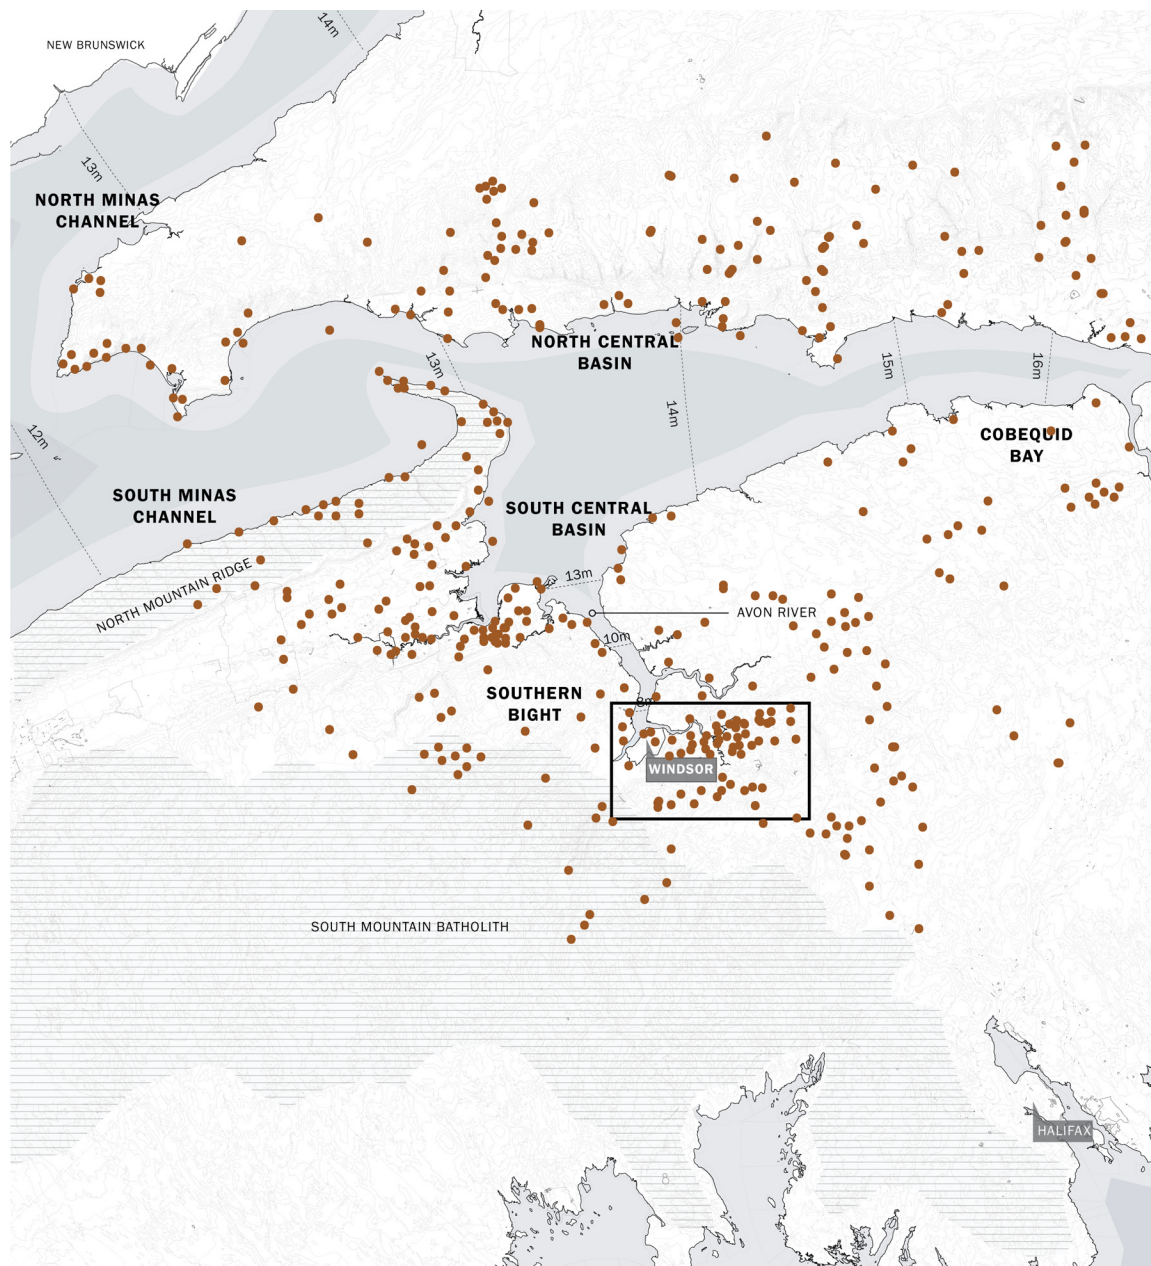 14m
NEW BRUNSWICK
13m
NORTH MINAS
CHANNEL
NORTH CENTRAL
BASIN
13m
14m
15m
16m
12m
COBEQUID
BAY
SOUTH MINAS
CHANNEL
SOUTH CENTRAL
BASIN
NORTH MOUNTAIN RIDGE
13m
AVON RIVER
10m
SOUTHERN
BIGHT
8m
WINDSOR
SOUTH MOUNTAIN BATHOLITH
HALIFAX